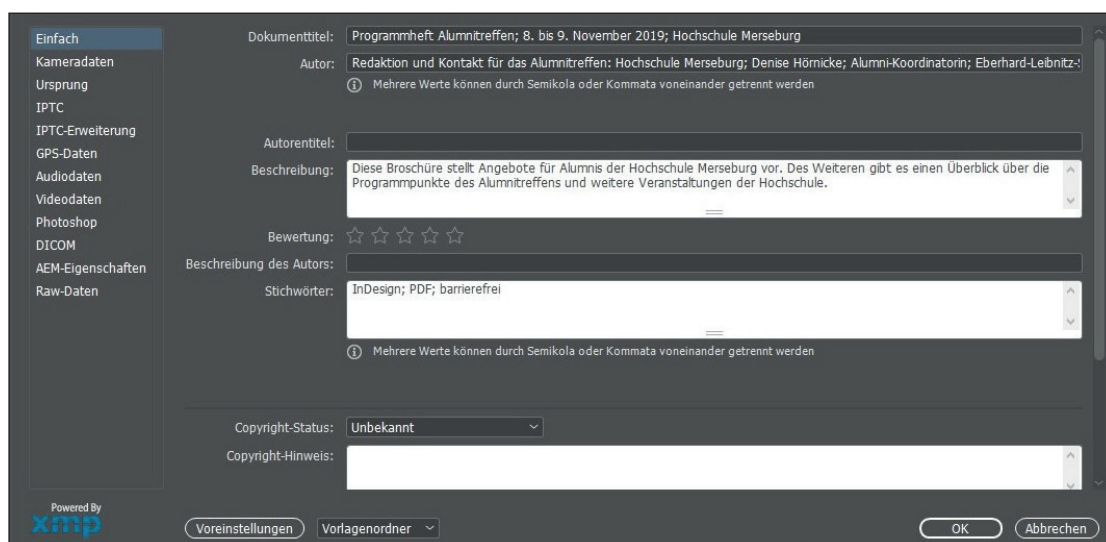 Einfach
Kameradaten
Ursprung
IPTC
IPTC-Erweiterung
GPS-Daten
Audiodaten
Videodaten
Photoshop
DICOM
AEM-Eigenschaften
Raw-Daten
Dokumenttitel: Programmheft Alumnitreffen; 8. bis 9. November 2019; Hochschule Merseburg
Autor: Redaktion und Kontakt für das Alumnitreffen: Hochschule Merseburg; Denise Hörnicke; Alumni-Koordinatorin; Eberhard-Leibnitz-
Mehrere Werte können durch Semikola oder Kommata voneinander getrennt werden
Autorentitel:
Beschreibung: Diese Broschüre stellt Angebote für Alumnis der Hochschule Merseburg vor. Des Weiteren gibt es einen Überblick über die
Programmpunkte des Alumnitreffens und weitere Veranstaltungen der Hochschule.
Bewertung:
Beschreibung des Autors:
Stichwörter: InDesign; PDF; barrierefrei
Mehrere Werte können durch Semikola oder Kommata voneinander getrennt werden
Copyright-Status: Unbekannt
Copyright-Hinweis:
Powered By
xmp
Voreinstellungen Vorlagenordner OK Abbrechen